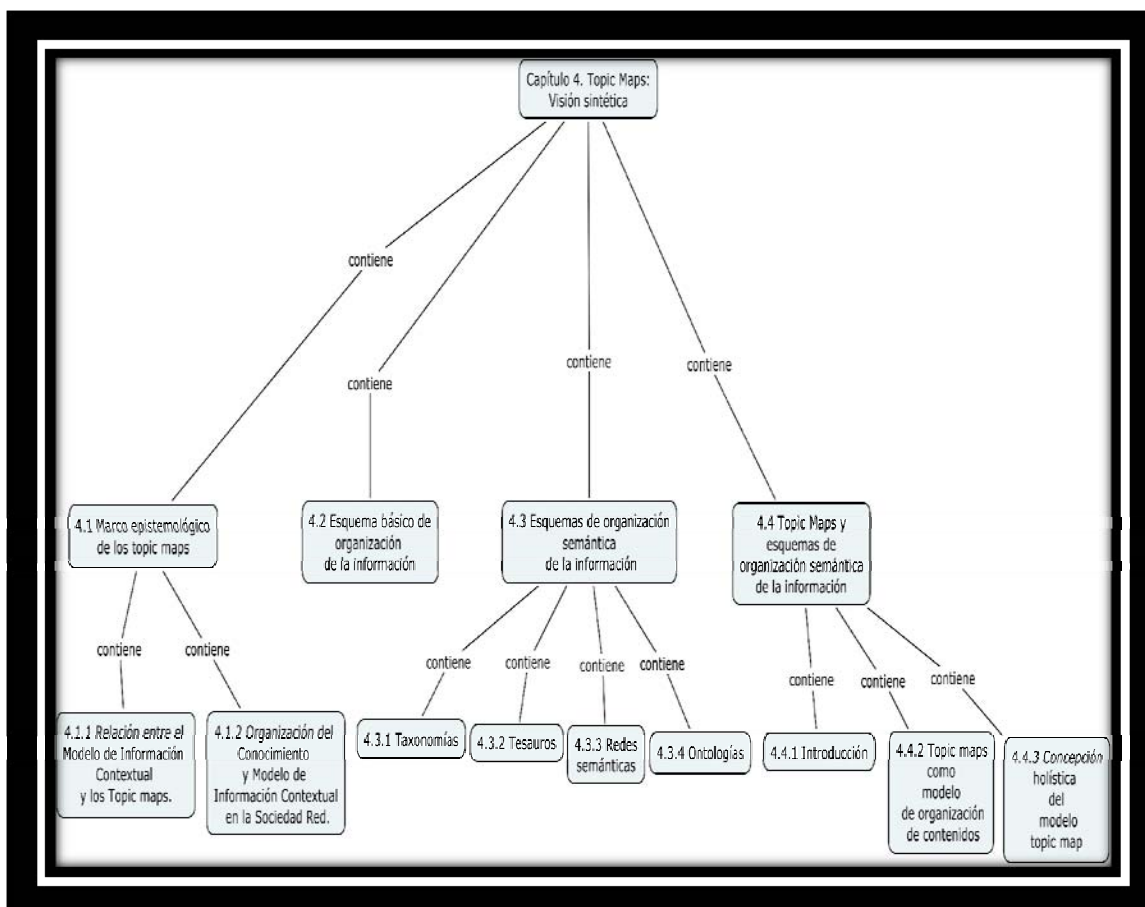 Capítulo 4. Topic Maps:
Visión sintética
contiene
contiene
contiene
contiene
4.1 Marco epistemológico
de los topic maps
4.2 Esquema básico de
organización
de la información
4.3 Esquemas de organización
semántica
de la información
4.4 Topic Maps y
esquemas de
organización semántica
de la información
contiene
contiene
contiene
contiene
contiene
contiene
contiene
contiene
contiene
4.1.1 Relación entre el
Modelo de Información
Contextual
y los Topic maps.
4.1.2 Organización del
Conocimiento
y Modelo de
Información Contextual
en la Sociedad Red.
4.3.1 Taxonomías
4.3.2 Tesauros
4.3.3 Redes
semánticas
4.3.4 Ontologías
4.4.1 Introducción
4.4.2 Topic maps
como
modelo
de organización
de contenidos
4.4.3 Concepción
holística
del
modelo
topic map